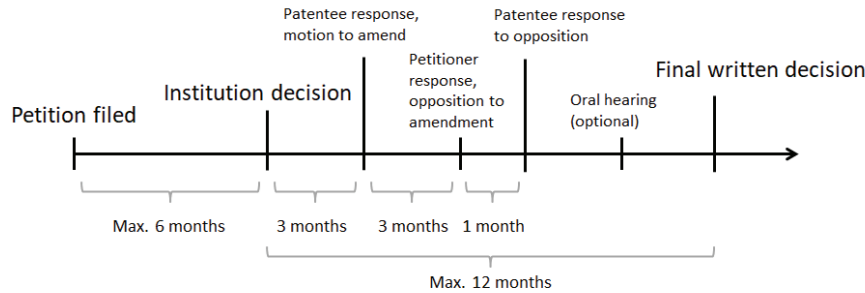 Patentee response,
motion to amend
Patentee response
to opposition
Petitioner
response,
opposition to
amendment
Final written decision
Institution decision
Oral hearing
(optional)
Petition filed
Max. 6 months
3 months
3 months
1 month
Max. 12 months